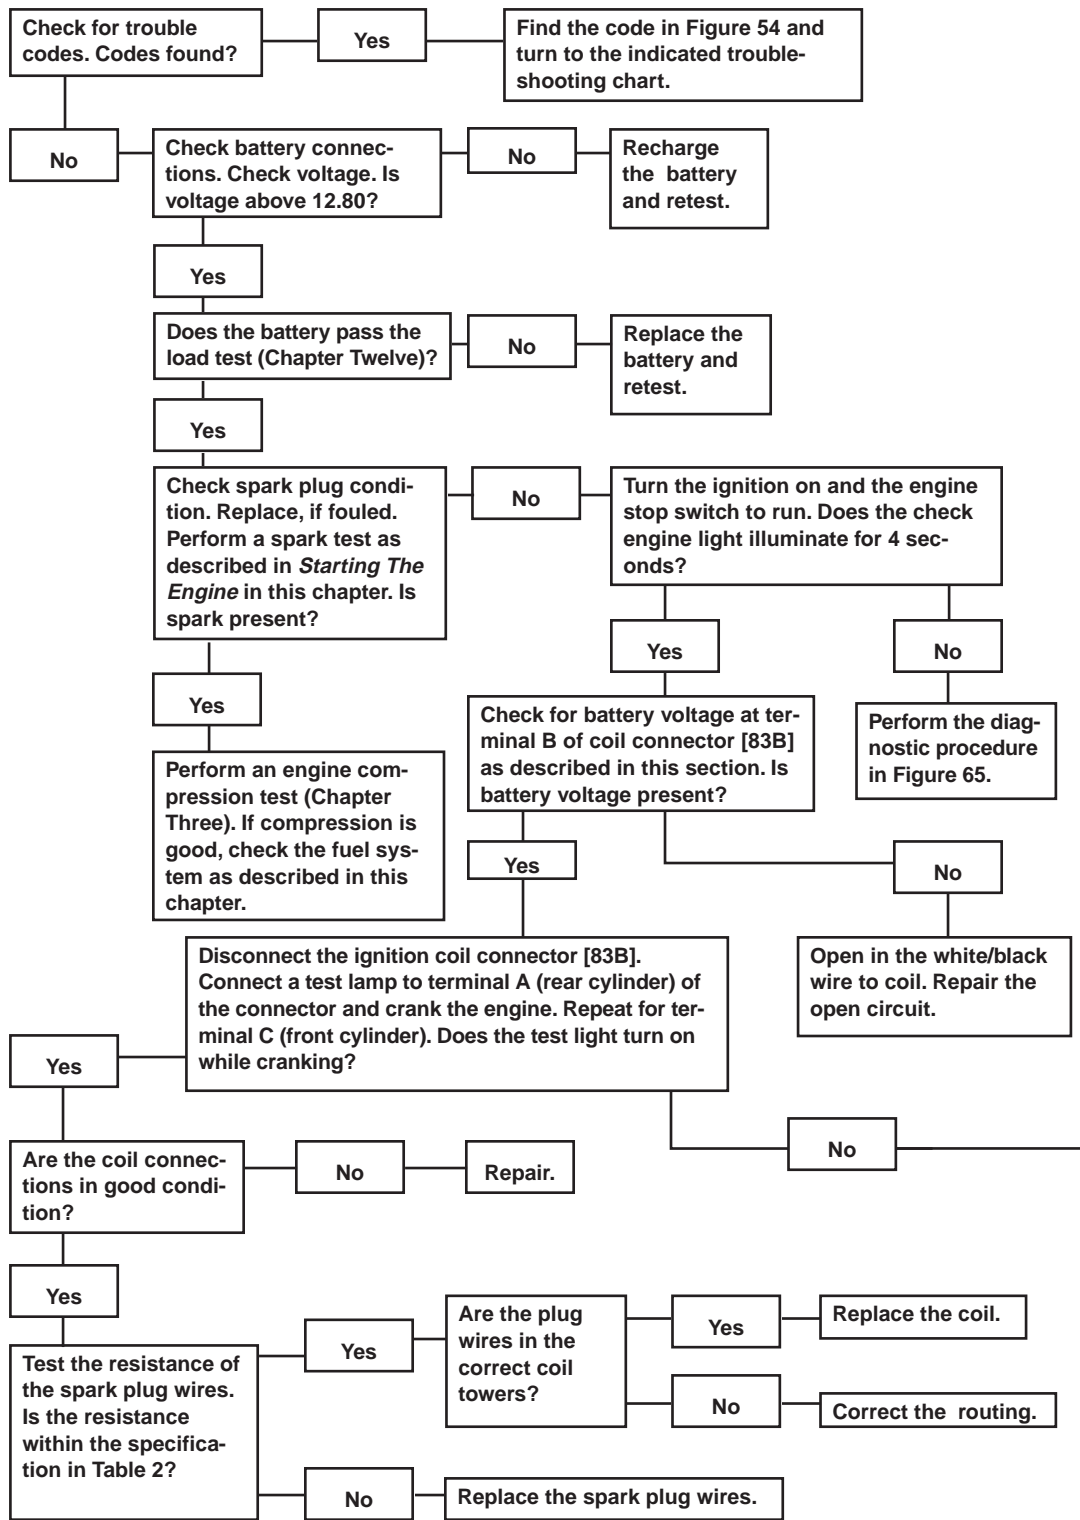 Check for trouble
codes. Codes found?
Yes
Find the code in Figure 54 and
turn to the indicated trouble-
shooting chart.
No
Check battery connec-
tions. Check voltage. Is
voltage above 12.80?
No
Recharge
the battery
and retest.
Yes
Does the battery pass the
load test (Chapter Twelve)?
No
Replace the
battery and
retest.
Yes
Check spark plug condi-
tion. Replace, if fouled.
Perform a spark test as
described in Starting The
Engine in this chapter. Is
spark present?
No
Turn the ignition on and the engine
stop switch to run. Does the check
engine light illuminate for 4 sec-
onds?
Yes
No
Yes
Perform an engine com-
pression test (Chapter
Three). If compression is
good, check the fuel sys-
tem as described in this
chapter.
Check for battery voltage at ter-
minal B of coil connector [83B]
as described in this section. Is
battery voltage present?
Perform the diag-
nostic procedure
in Figure 65.
Yes
No
Disconnect the ignition coil connector [83B].
Connect a test lamp to terminal A (rear cylinder) of
the connector and crank the engine. Repeat for ter-
minal C (front cylinder). Does the test light turn on
while cranking?
Open in the white/black
wire to coil. Repair the
open circuit.
Yes
No
Are the coil connec-
tions in good condi-
tion?
No
Repair.
Yes
Test the resistance of
the spark plug wires.
Is the resistance
within the specifica-
tion in Table 2?
Yes
Are the plug
wires in the
correct coil
towers?
Yes
Replace the coil.
No
Correct the routing.
No
Replace the spark plug wires.